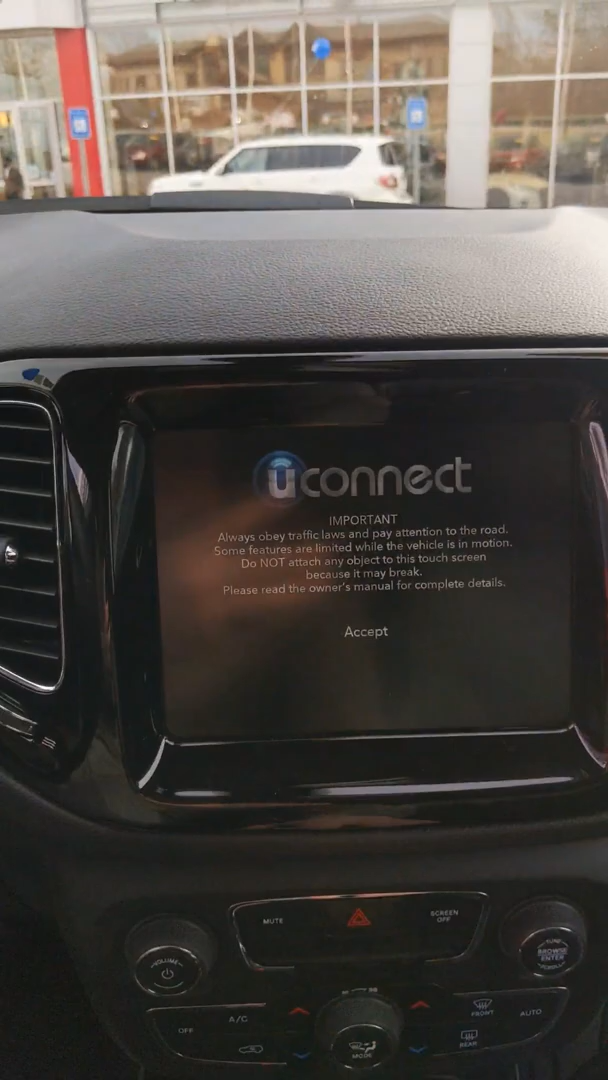 uconnect
IMPORTANT
Always obey traffic laws and pay attention to the road.
Some features are limited while the vehicle is in motion.
Do NOT attach any object to this touch screen
because it may break.
Please read the owner's manual for complete details.
Accept
MUTE
SCREEN
OFF
VOLUME
TUNE
BROWSE
ENTER
SCROLL
OFF
A/C
MODE
FRONT
REAR
AUTO